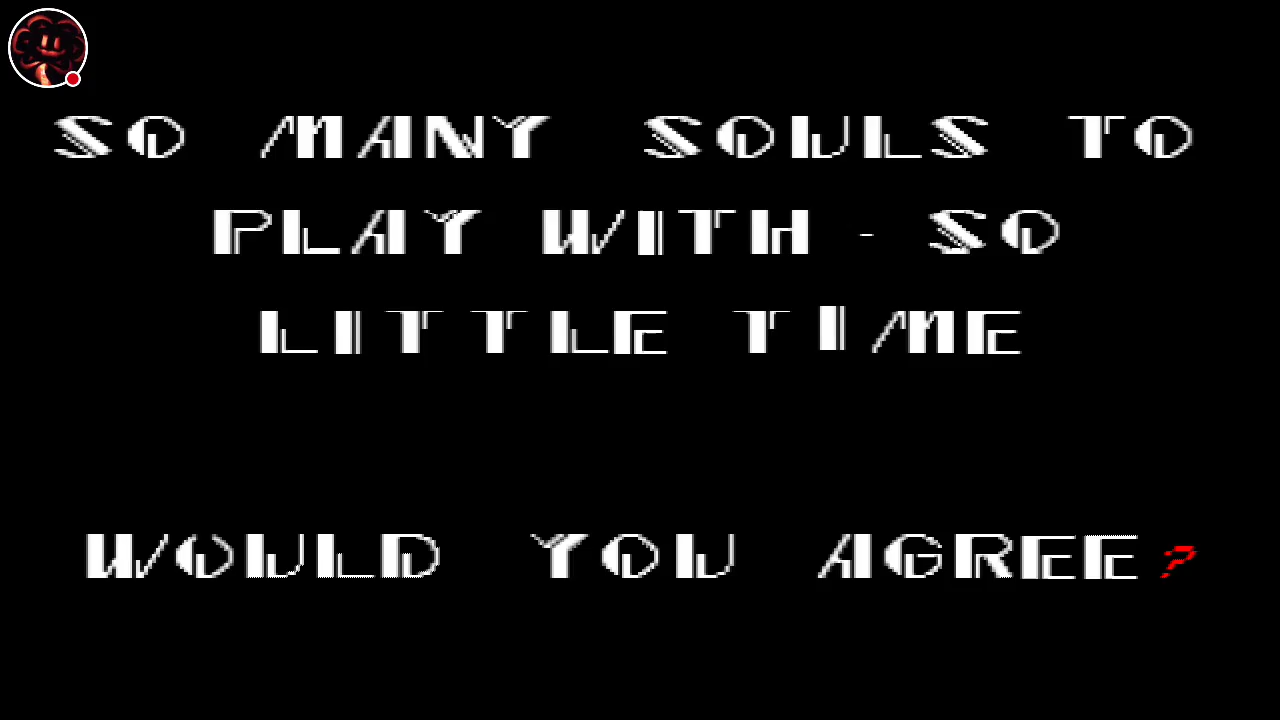 SO MANY SOULS TO
PLAY WITH - SO
LITTLE TIME
WOULD YOU AGREE?